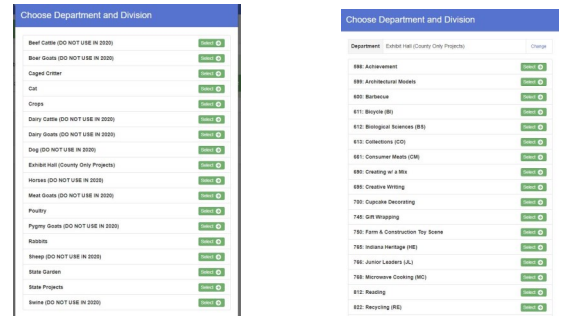 Choose Department and Division
Beef Cattle (DO NOT USE IN 2020) Select
Boer Goats (DO NOT USE IN 2020) Select
Caged Critter Select
Cat Select
Crops Select
Dairy Cattle (DO NOT USE IN 2020) Select
Dairy Goats (DO NOT USE IN 2020) Select
Dog (DO NOT USE IN 2020) Select
Exhibit Hall (County Only Projects) Select
Horses (DO NOT USE IN 2020) Select
Meat Goats (DO NOT USE IN 2020) Select
Poultry Select
Pygmy Goats (DO NOT USE IN 2020) Select
Rabbits Select
Sheep (DO NOT USE IN 2020) Select
State Garden Select
State Projects Select
Swine (DO NOT USE IN 2020) Select
Choose Department and Division
Department Exhibit Hall (County Only Projects) Change
Achievement Select
Architectural Models Select
600: Barbecue Select
611: Bicycle (BI) Select
612: Biological Sciences (BS) Select
613: Collections (CO) Select
661: Consumer Meats (CM) Select
690: Creating w/ a Mix Select
695: Creative Writing Select
700: Cupcake Decorating Select
745: Gift Wrapping Select
750: Farm & Construction Toy Scene Select
765: Indiana Heritage (HE) Select
766: Junior Leaders (JL) Select
768: Microwave Cooking (MC) Select
812: Reading Select
822: Recycling (RE) Select